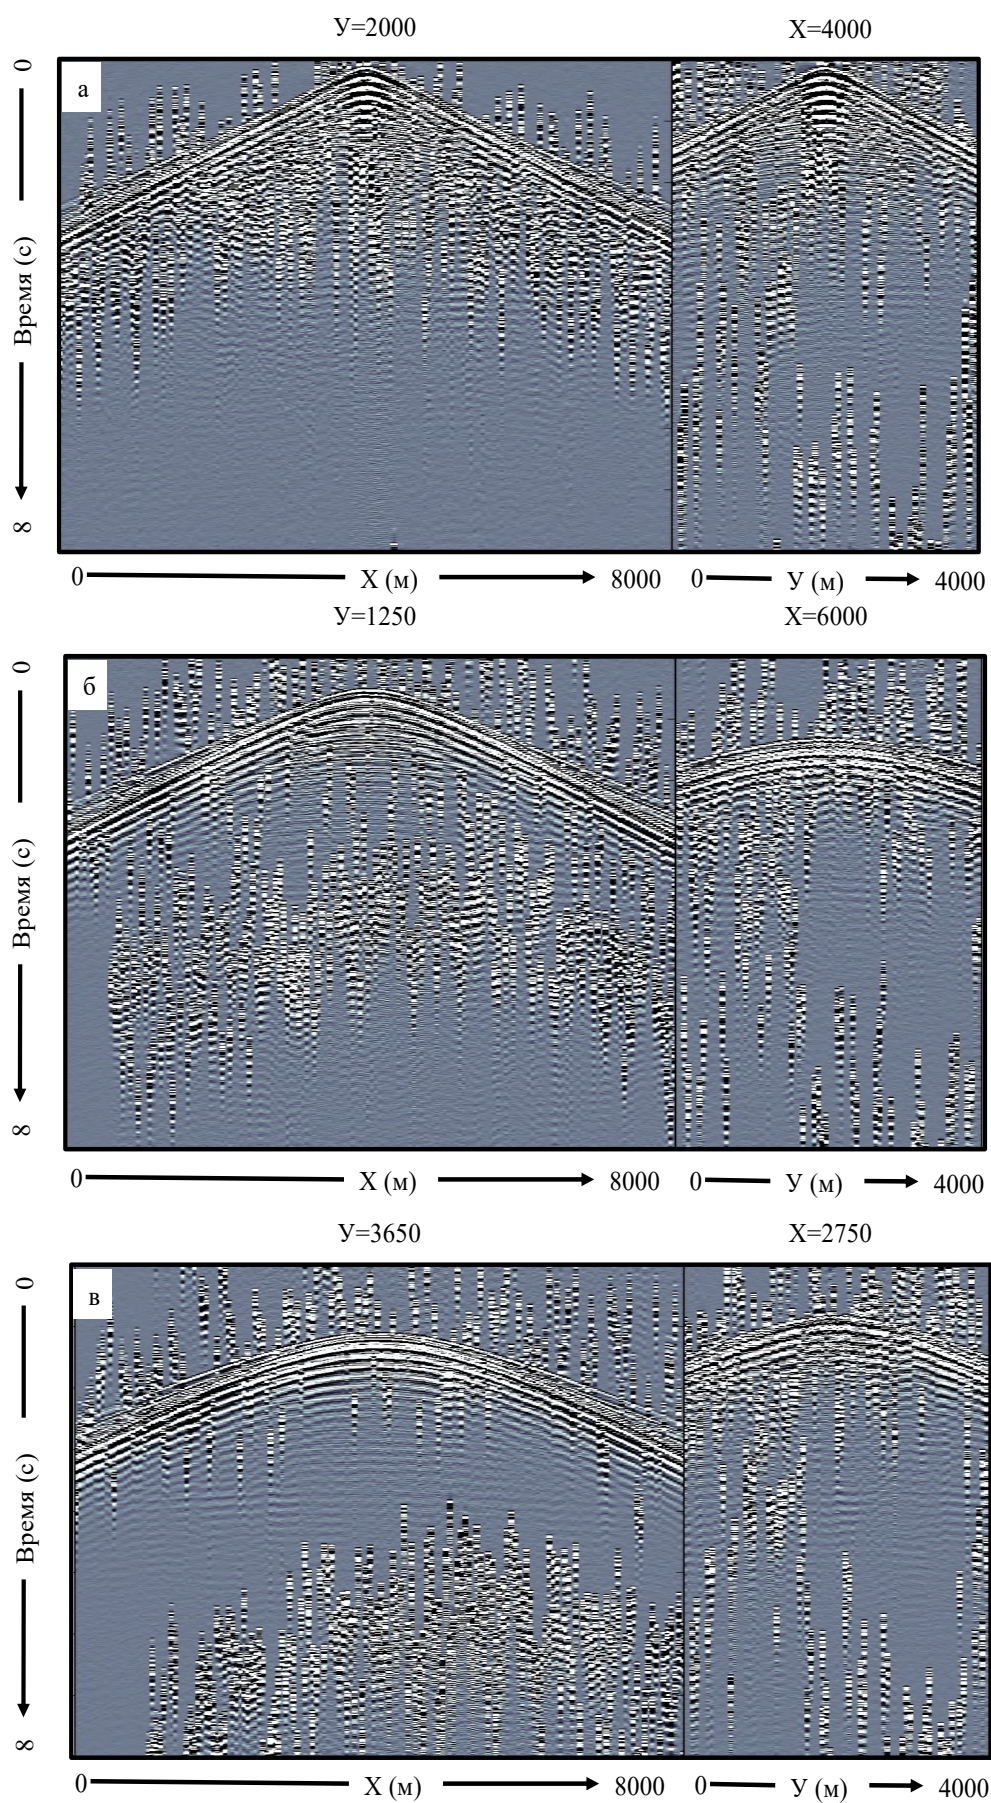 У=2000 Х=4000
а
0
Время (с)
8
0 Х (м) 8000 0 У (м) 4000
У=1250 Х=6000
б
0
Время (с)
8
0 Х (м) 8000 0 У (м) 4000
У=3650 Х=2750
в
0
Время (с)
8
0 Х (м) 8000 0 У (м) 4000